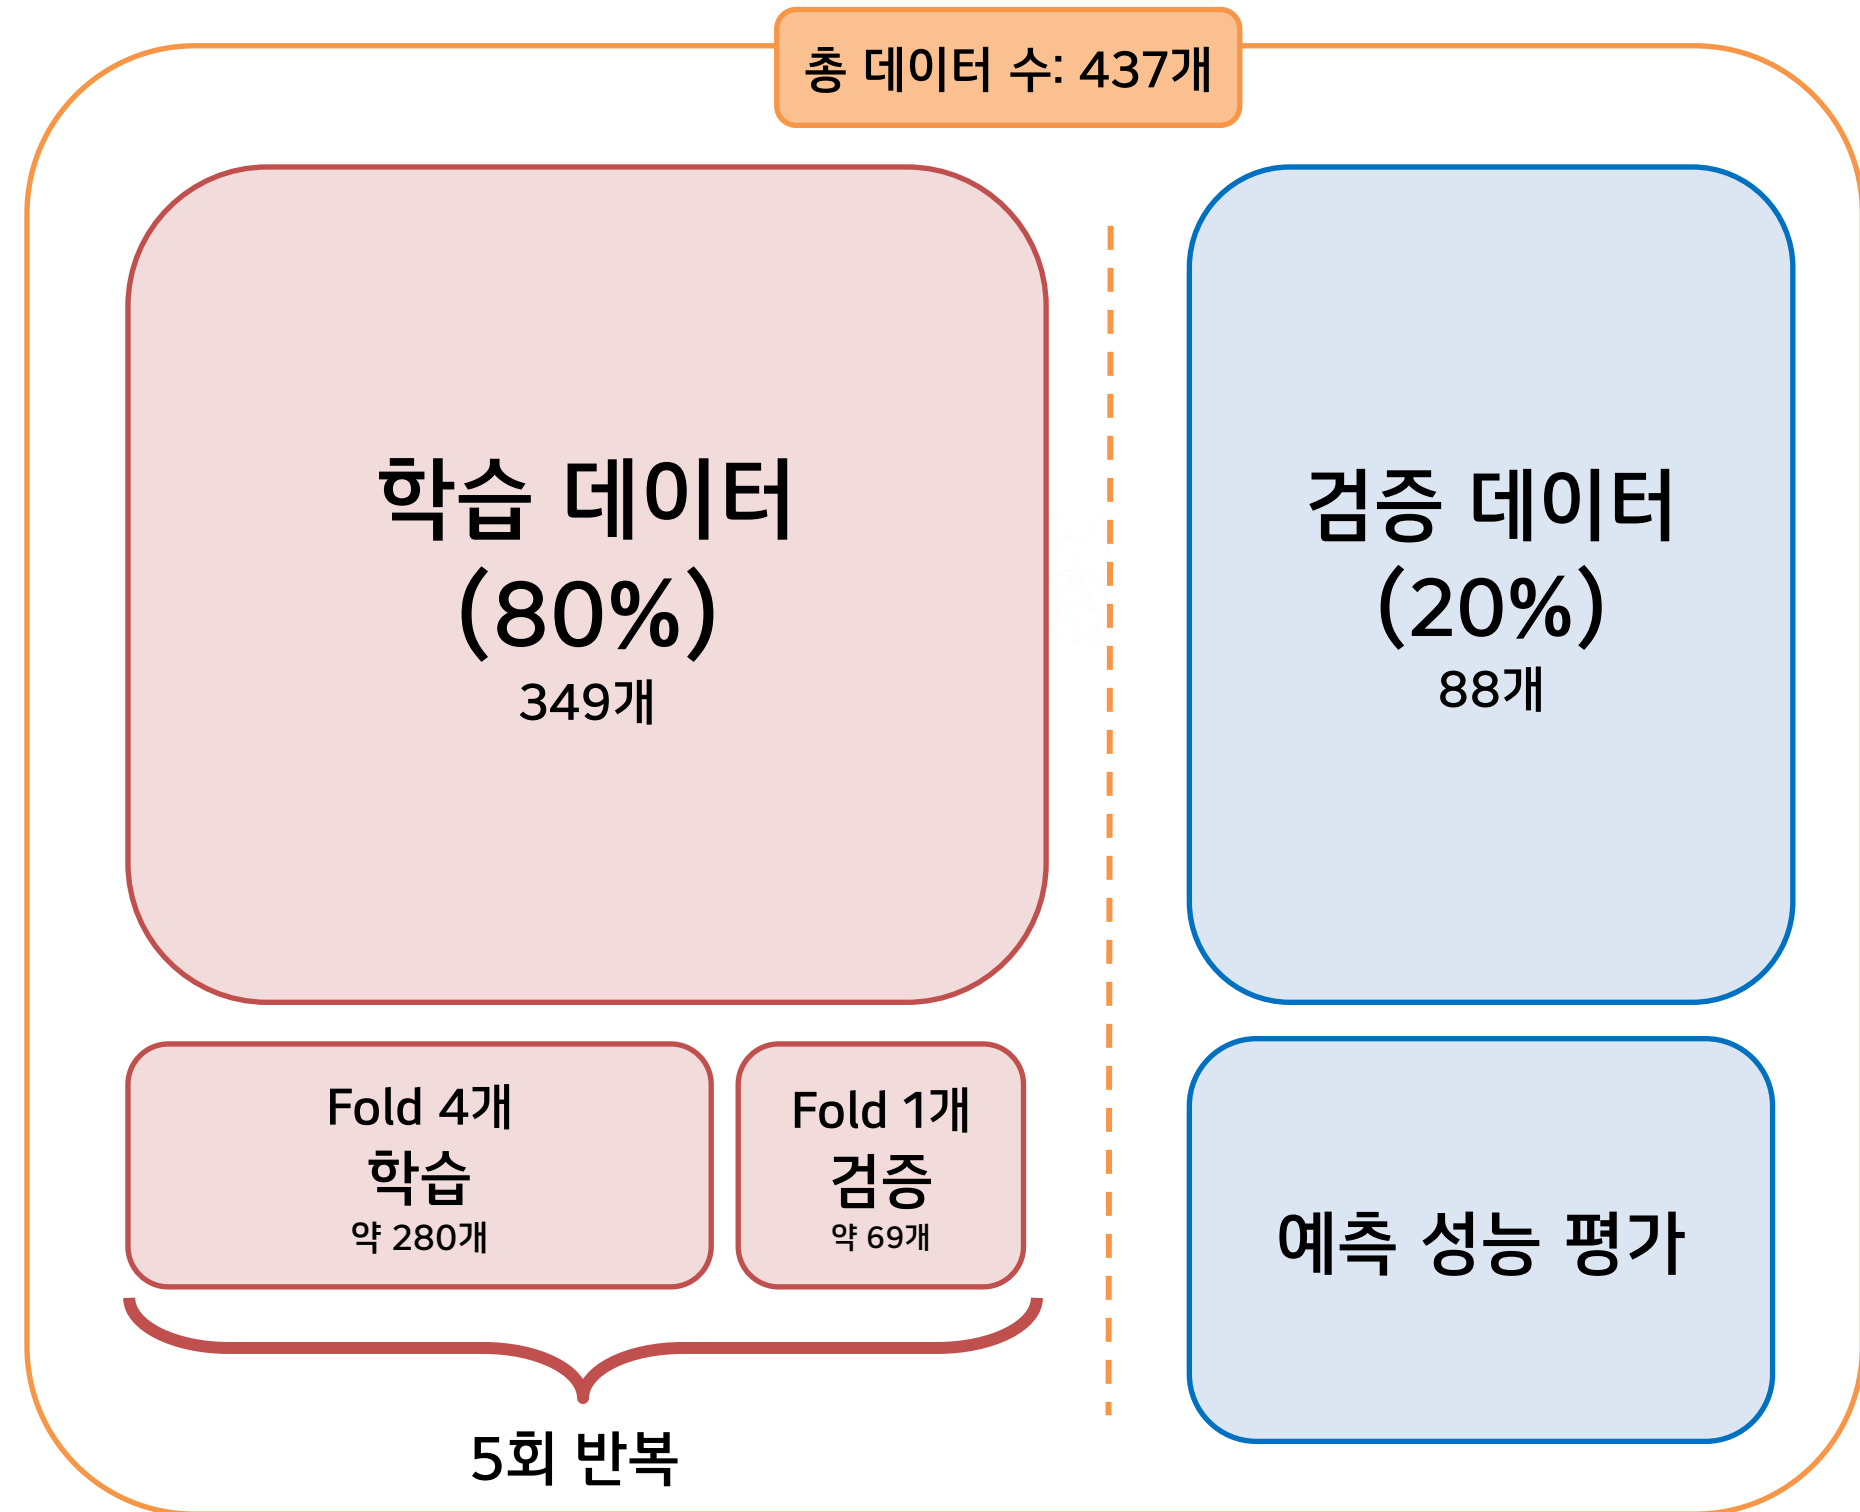 총 데이터 수: 437개
학습 데이터
(80%)
349개
검증 데이터
(20%)
88개
Fold 4개
학습
약 280개
Fold 1개
검증
약 69개
예측 성능 평가
5회 반복